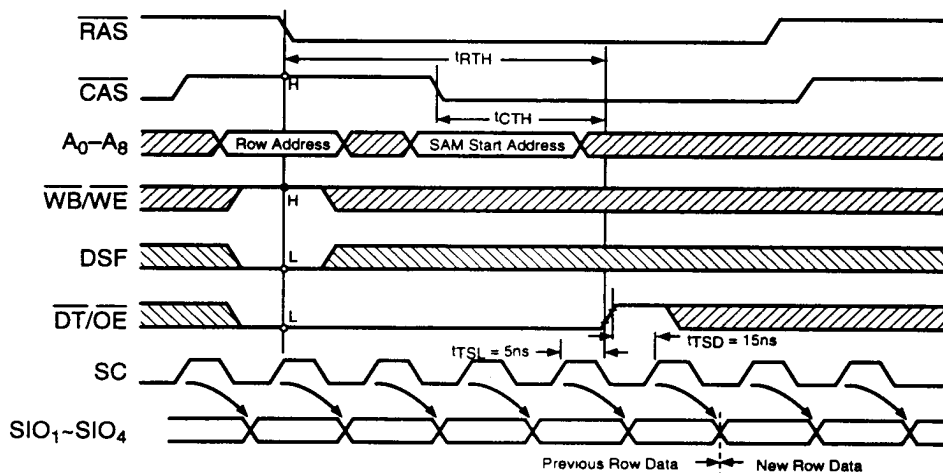 RAS
tRTH
H
CAS
tCTH
A0–A8
Row Address
SAM Start Address
WB/WE
H
DSF
L
DT/OE
L
tTSL = 5ns
tTSD = 15ns
SC
SIO1~SIO4
Previous Row Data
New Row Data